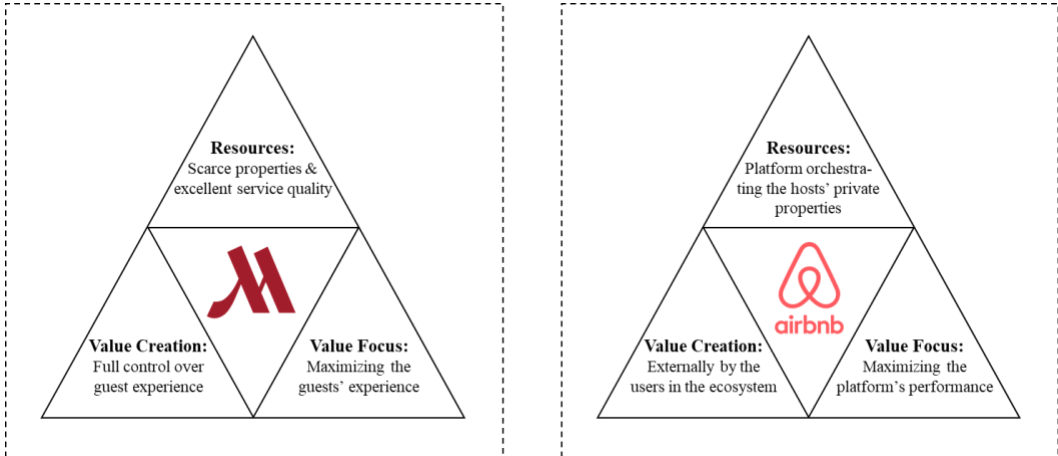 Resources:
Scarce properties &
excellent service quality
Value Creation:
Full control over
guest experience
Value Focus:
Maximizing the
guests’ experience
Resources:
Platform orchestra-
ting the hosts’ private
properties
airbnb
Value Creation:
Externally by the
users in the ecosystem
Value Focus:
Maximizing the
platform’s performance